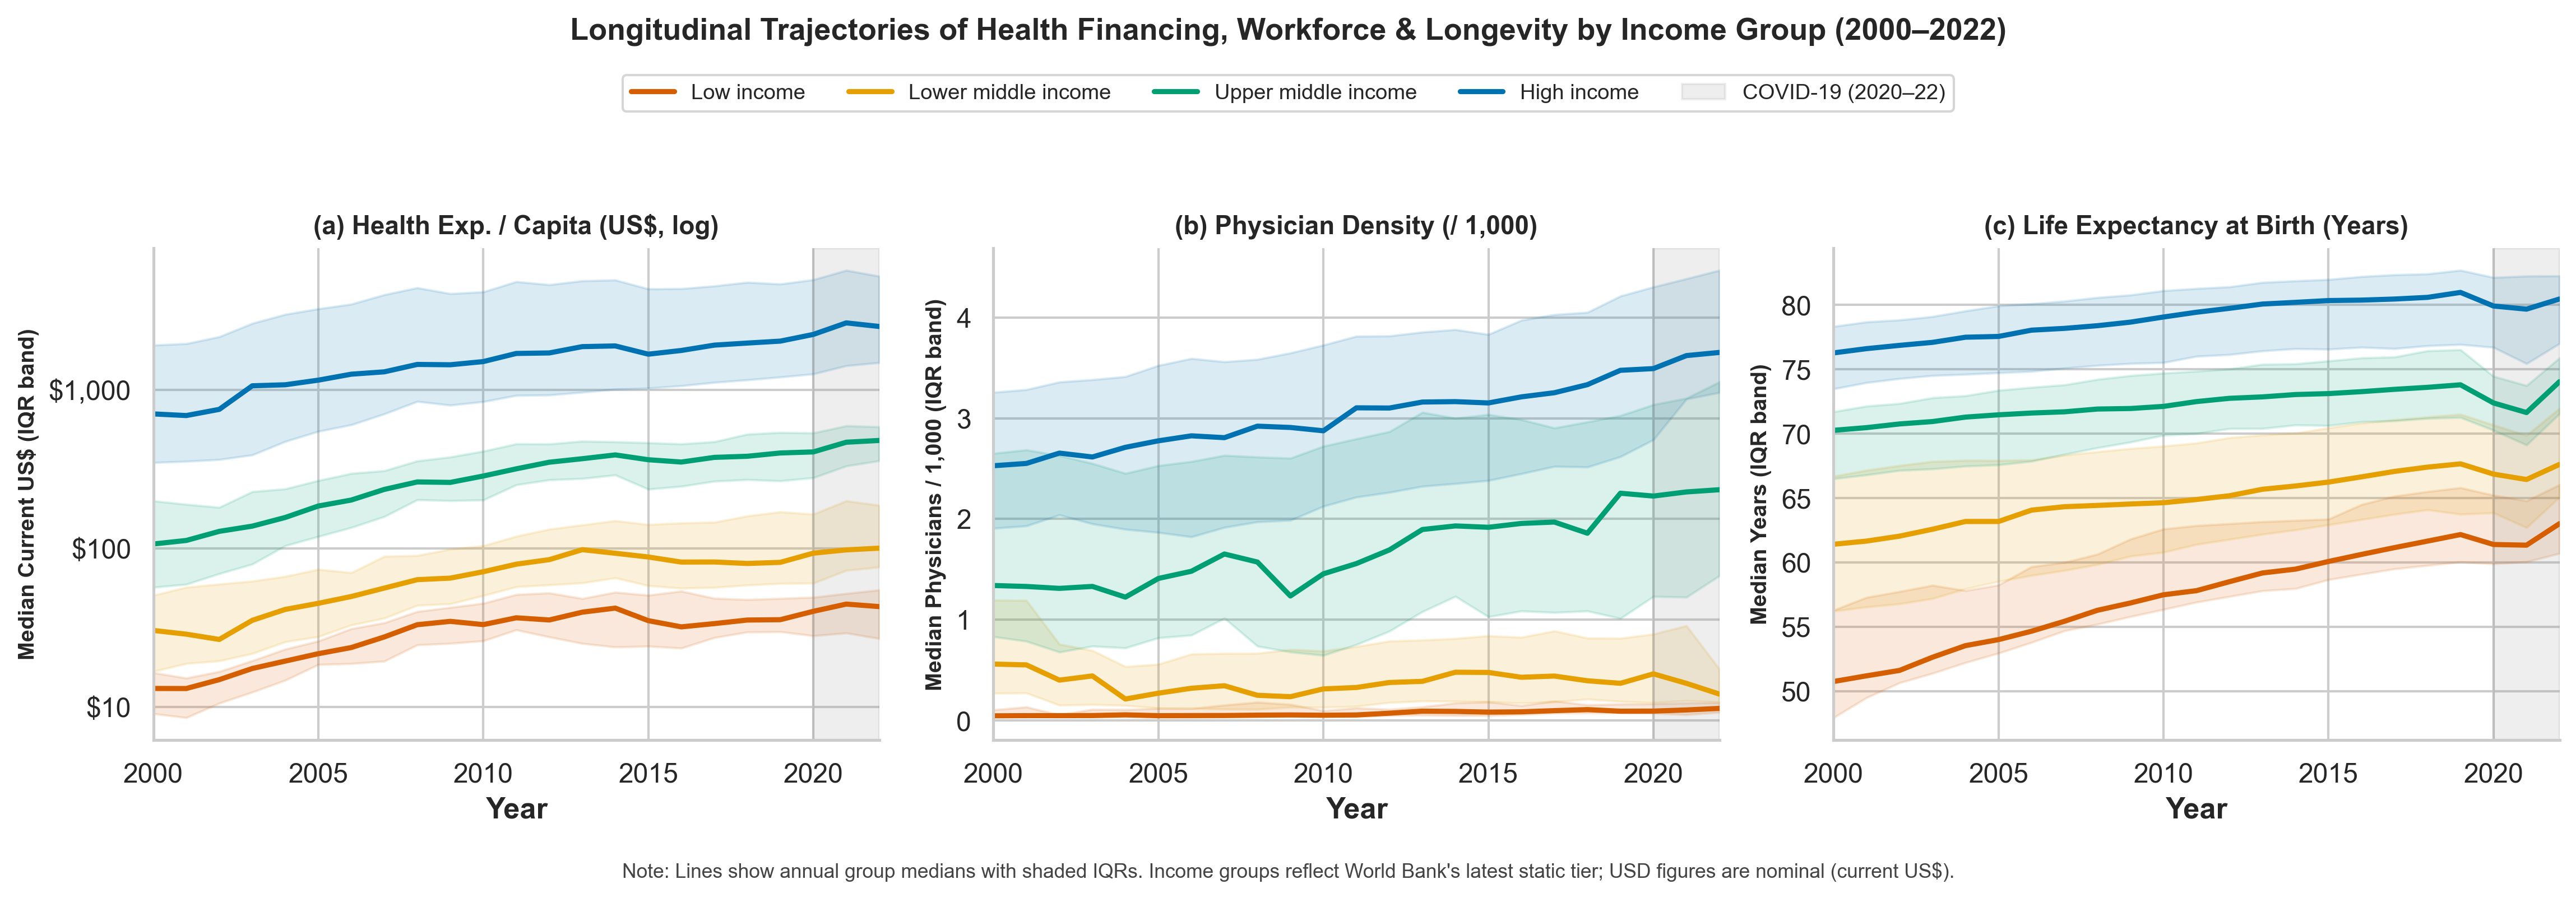 Longitudinal Trajectories of Health Financing, Workforce & Longevity by Income Group (2000–2022)
Low income
Lower middle income
Upper middle income
High income
COVID-19 (2020–22)
(a) Health Exp. / Capita (US$, log)
Median Current US$ (IQR band)
$1,000
$100
$10
2000
2005
2010
2015
2020
Year
(b) Physician Density (/ 1,000)
Median Physicians / 1,000 (IQR band)
4
3
2
1
0
2000
2005
2010
2015
2020
Year
(c) Life Expectancy at Birth (Years)
Median Years (IQR band)
80
75
70
65
60
55
50
2000
2005
2010
2015
2020
Year
Note: Lines show annual group medians with shaded IQRs. Income groups reflect World Bank's latest static tier; USD figures are nominal (current US$).